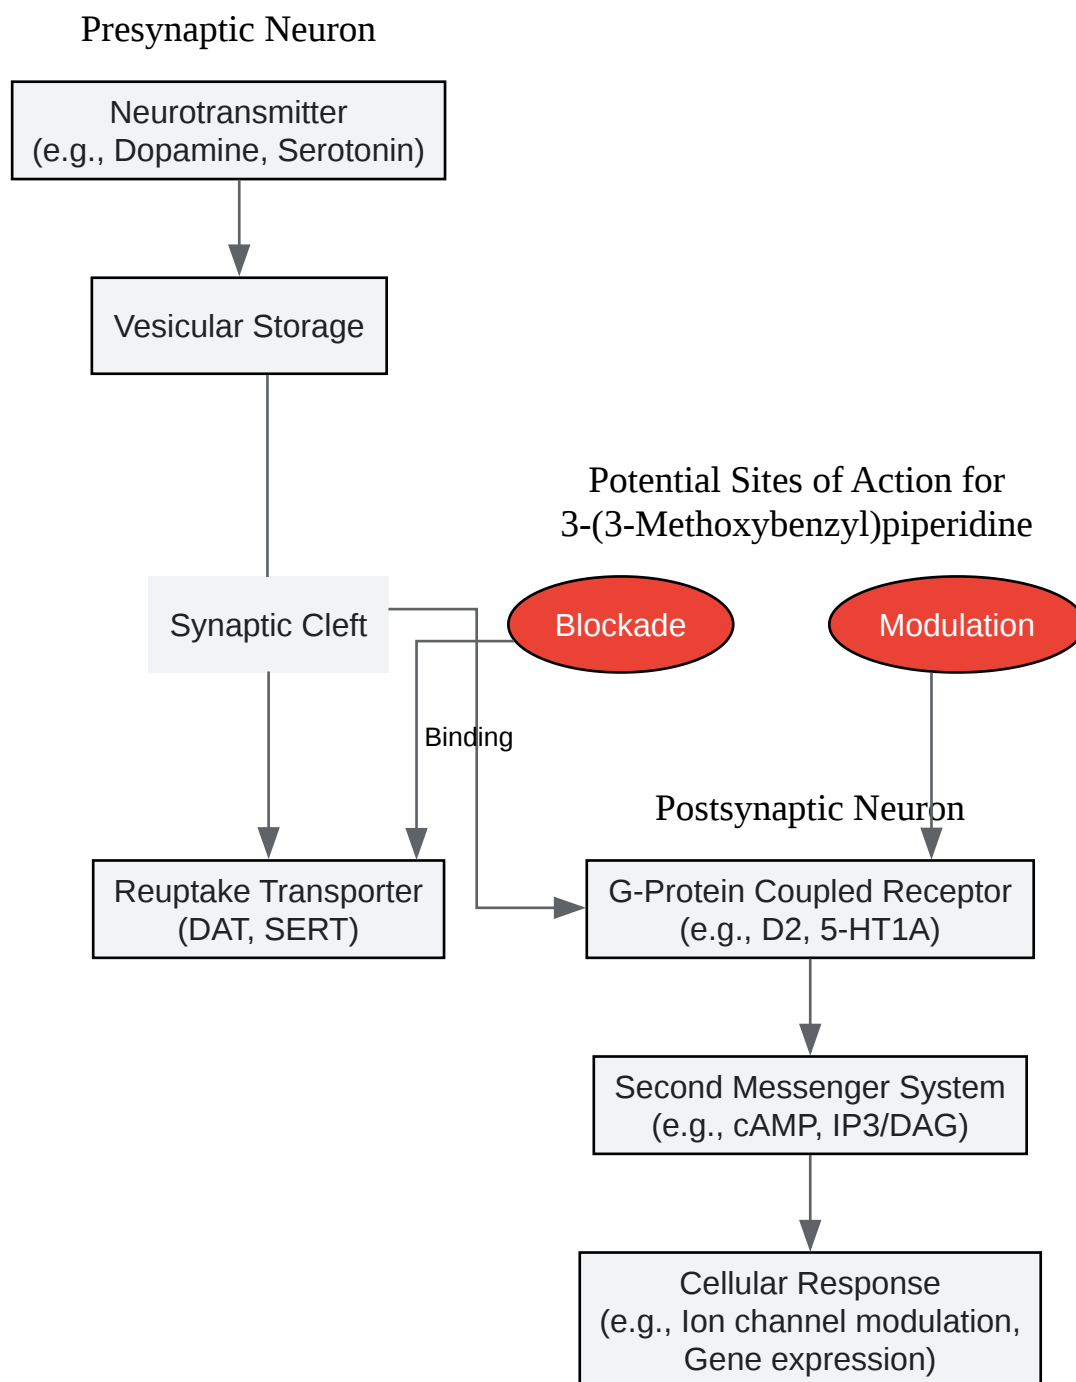 Presynaptic Neuron
Neurotransmitter
(e.g., Dopamine, Serotonin)
Vesicular Storage
Potential Sites of Action for
3-(3-Methoxybenzyl)piperidine
Synaptic Cleft
Blockade
Modulation
Binding
Postsynaptic Neuron
Reuptake Transporter
(DAT, SERT)
G-Protein Coupled Receptor
(e.g., D2, 5-HT1A)
Second Messenger System
(e.g., cAMP, IP3/DAG)
Cellular Response
(e.g., Ion channel modulation,
Gene expression)